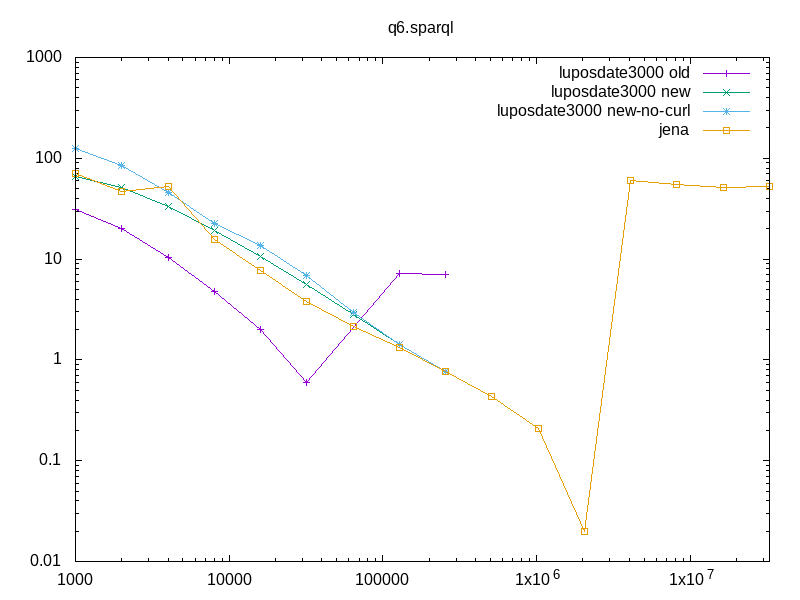 q6.sparql
1000
luposdate3000 old
luposdate3000 new
luposdate3000 new-no-curl
jena
100
10
1
0.1
0.01
1000 10000 100000 1x10^6 1x10^7